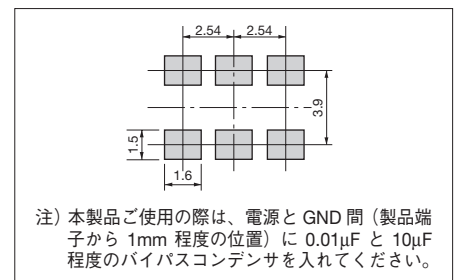 2.54 2.54
3.9
1.5
1.6
注）本製品ご使用の際は、電源と GND 間（製品端
子から 1mm 程度の位置）に 0.01μF と 10μF
程度のバイパスコンデンサを入れてください。